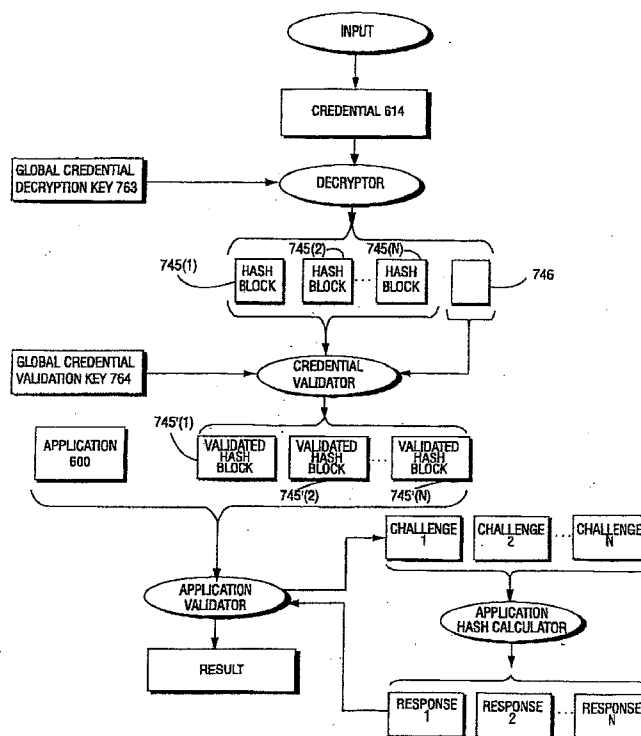 INPUT
CREDENTIAL 614
GLOBAL CREDENTIAL
DECRYPTION KEY 763
DECRYPTOR
745(1)
745(2)
745(N)
HASH
BLOCK
HASH
BLOCK
HASH
BLOCK
746
GLOBAL CREDENTIAL
VALIDATION KEY 764
CREDENTIAL
VALIDATOR
745'(1)
APPLICATION
600
VALIDATED
HASH
BLOCK
VALIDATED
HASH
BLOCK
VALIDATED
HASH
BLOCK
745'(2)
745'(N)
CHALLENGE
1
CHALLENGE
2
CHALLENGE
N
APPLICATION
VALIDATOR
APPLICATION
HASH CALCULATOR
RESULT
RESPONSE
1
RESPONSE
2
RESPONSE
N